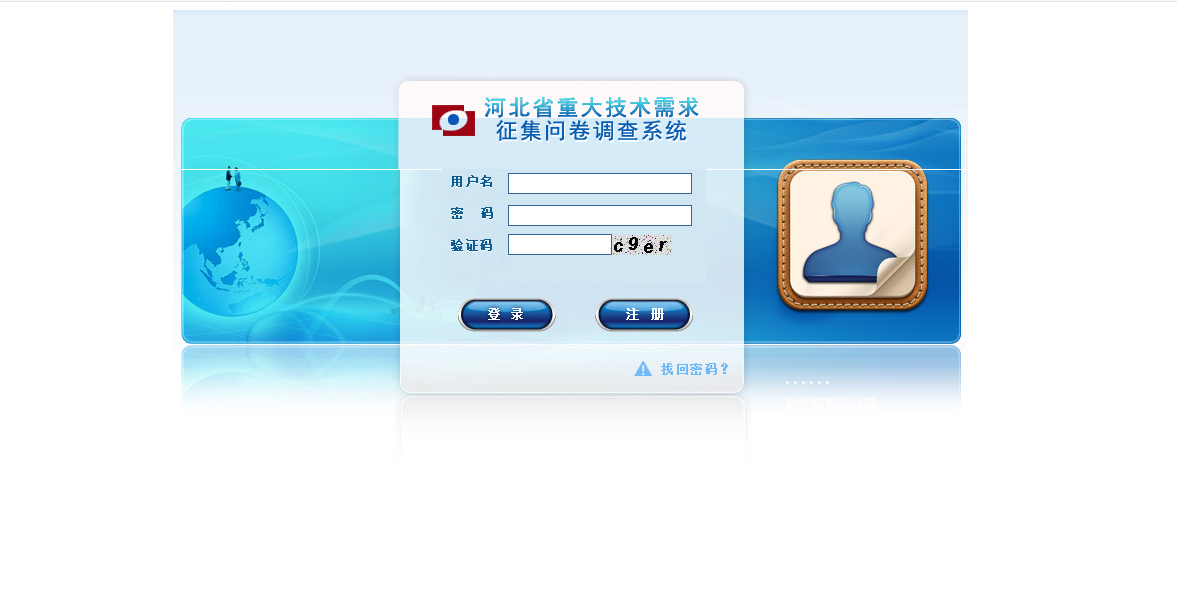 河北省重大技术需求
征集问卷调查系统
用户名
密 码
验证码 c9er
登 录 注 册
找回密码?